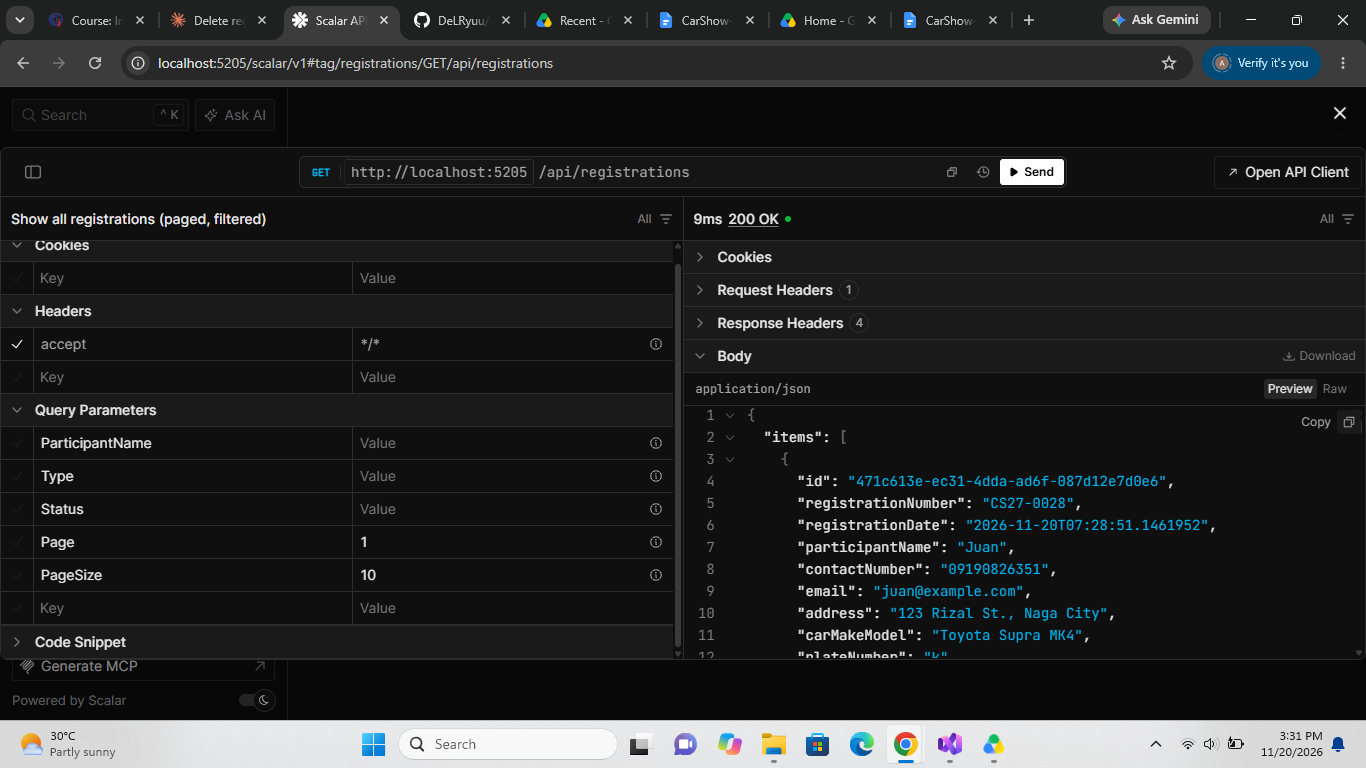 Course: In
Delete re
Scalar API
DeLRyuu/
Recent - G
CarShow-
Home - G
CarShow-
Ask Gemini
localhost:5205/scalar/v1#tag/registrations/GET/api/registrations
Verify it's you
Search
^ K
Ask AI
GET
http://localhost:5205
/api/registrations
Send
Open API Client
Show all registrations (paged, filtered)
All
9ms 200 OK
All
Cookies
Key Value
Headers
accept */*
Key Value
Query Parameters
ParticipantName Value
Type Value
Status Value
Page 1
PageSize 10
Key Value
Code Snippet
Cookies
Request Headers 1
Response Headers 4
Body
Download
application/json
Preview Raw
Copy
1 {
2 "items": [
3 {
4 "id": "471c613e-ec31-4dda-ad6f-087d12e7d0e6",
5 "registrationNumber": "CS27-0028",
6 "registrationDate": "2026-11-20T07:28:51.1461952",
7 "participantName": "Juan",
8 "contactNumber": "09190826351",
9 "email": "juan@example.com",
10 "address": "123 Rizal St., Naga City",
11 "carMakeModel": "Toyota Supra MK4",
12 "plateNumber": "k"
Generate MCP
Powered by Scalar
30°C
Partly sunny
Search
3:31 PM
11/20/2026